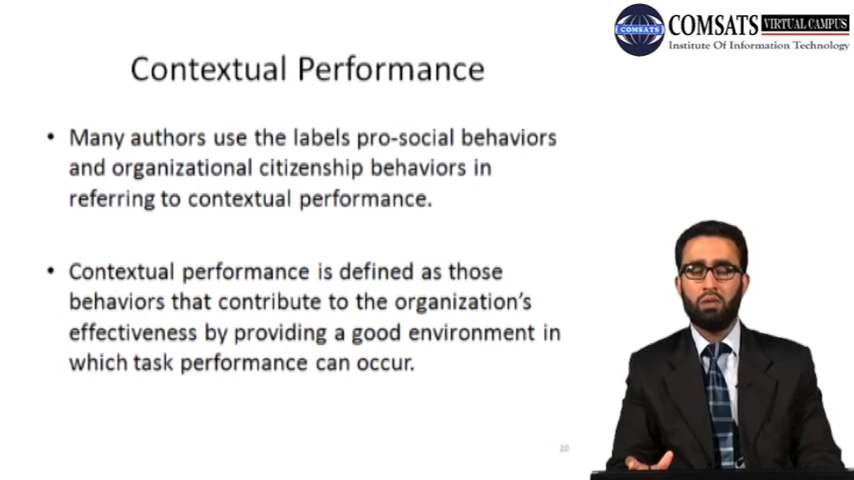 COMSATS
COMSATS VIRTUAL CAMPUS
Institute Of Information Technology
Contextual Performance
• Many authors use the labels pro-social behaviors
and organizational citizenship behaviors in
referring to contextual performance.
• Contextual performance is defined as those
behaviors that contribute to the organization's
effectiveness by providing a good environment in
which task performance can occur.
20